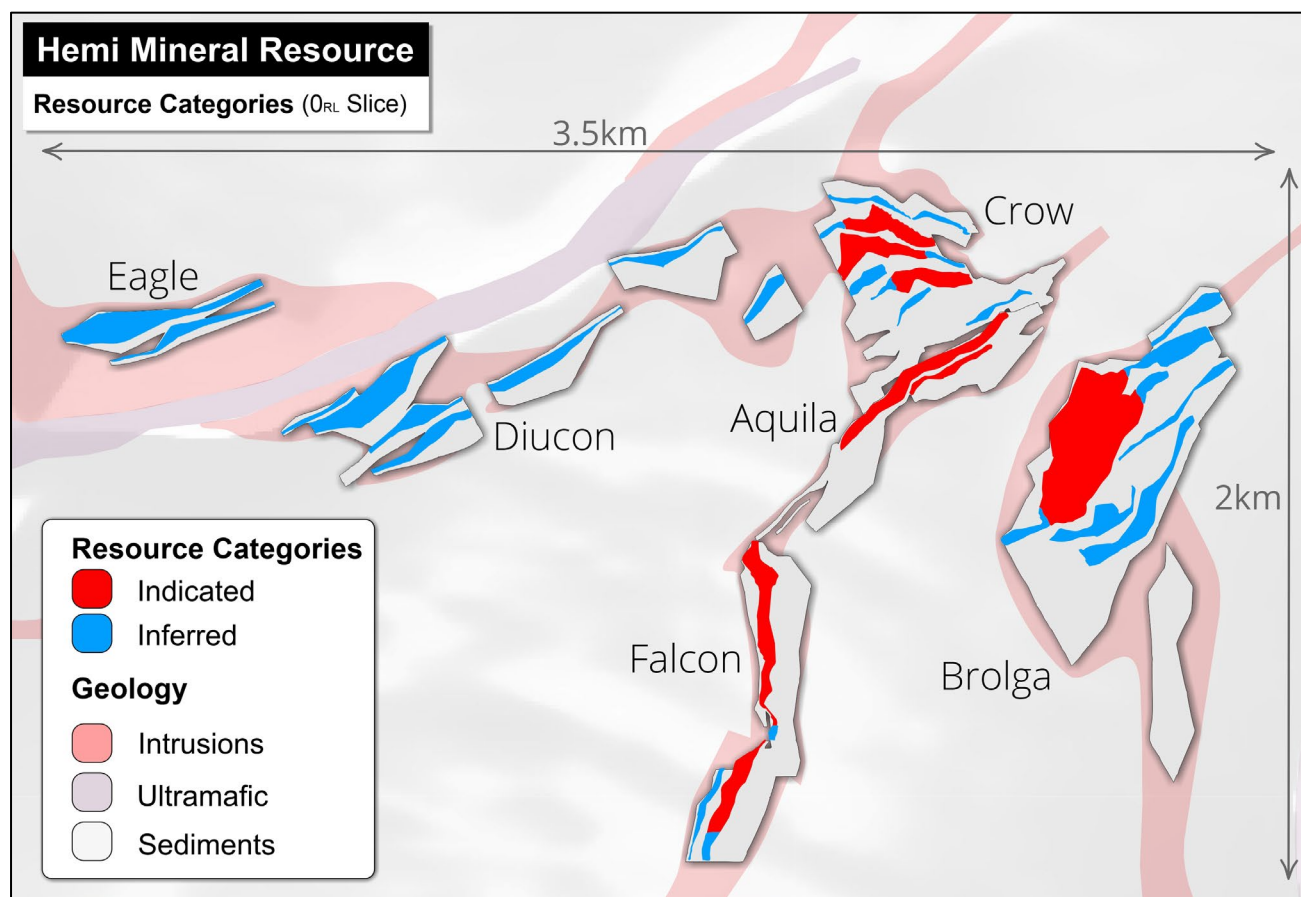 Hemi Mineral Resource
Resource Categories (0RL Slice)
3.5km
Crow
Eagle
Diucon
Aquila
2km
Falcon
Brolga
Resource Categories
Indicated
Inferred
Geology
Intrusions
Ultramafic
Sediments